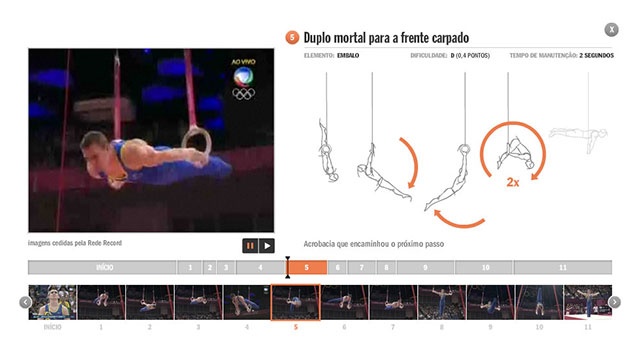 5 Duplo mortal para a frente carpado
X
ELEMENTO: EMBALO DIFICULDADE: D (0,4 PONTOS) TEMPO DE MANUTENÇÃO: 2 SEGUNDOS
AO VIVO
2x
imagens cedidas pela Rede Record
Acrobacia que encaminhou o próximo passo
INÍCIO 1 2 3 4 5 6 7 8 9 10 11
INÍCIO 1 2 3 4 5 6 7 8 9 10 11